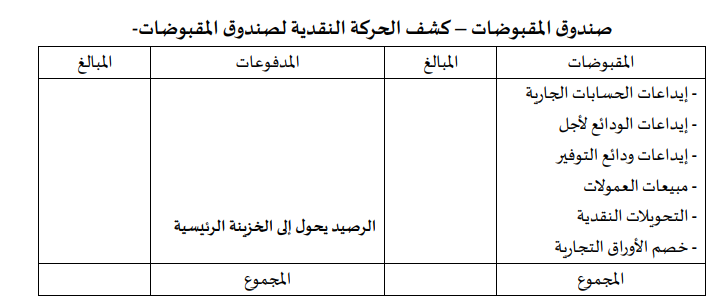 صندوق المقبوضات – كشف الحركة النقدية لصندوق المقبوضات-
المقبوضات المبالغ المدفوعات المبالغ
- إيداعات الحسابات الجارية
- إيداعات الودائع لأجل
- إيداعات ودائع التوفير
- مبيعات العمولات
- التحويلات النقدية
- خصم الأوراق التجارية
الرصيد يحول إلى الخزينة الرئيسية
المجموع المجموع